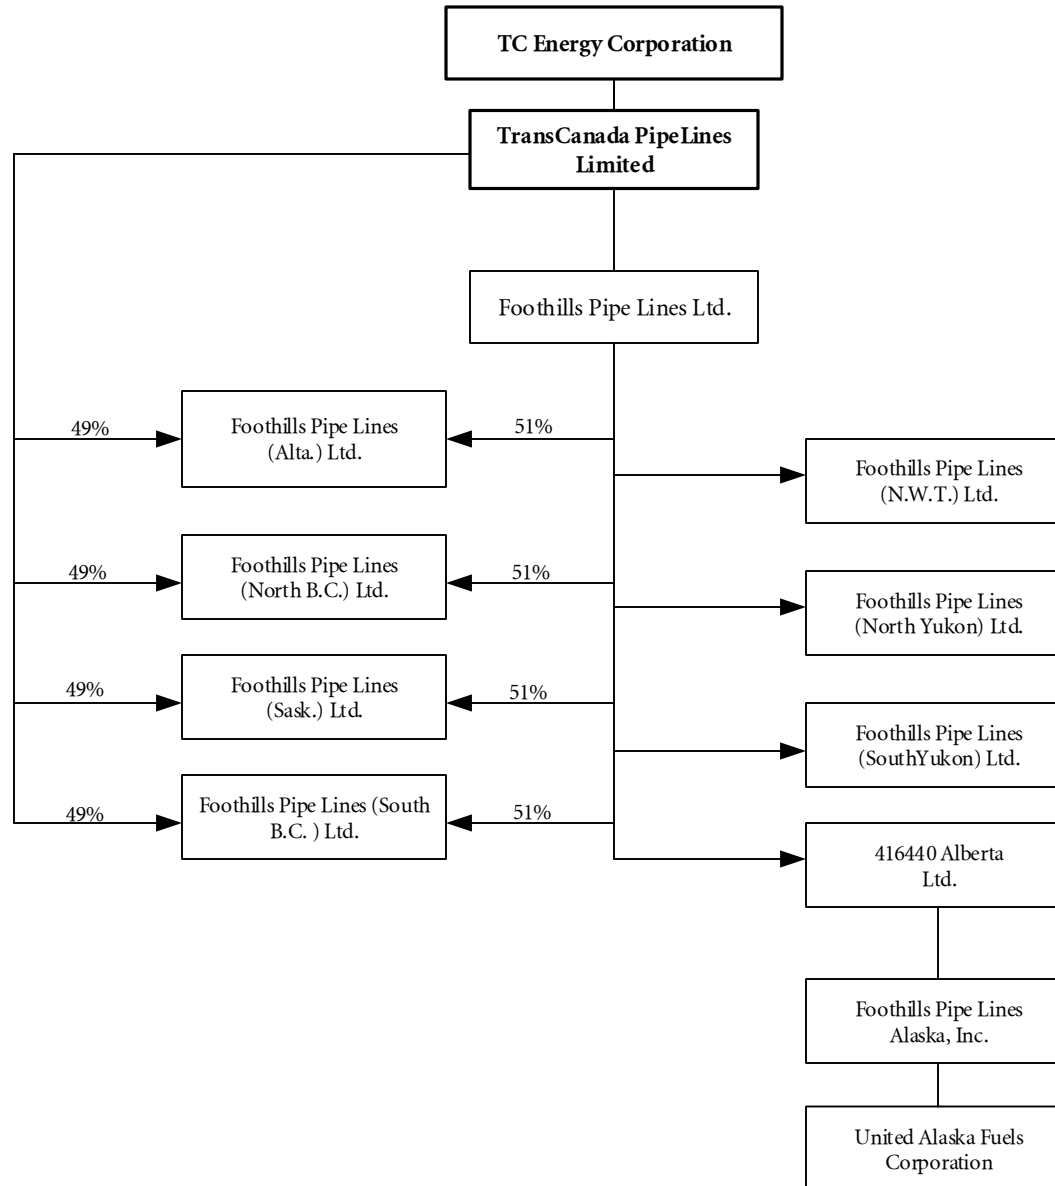 TC Energy Corporation
TransCanada PipeLines
Limited
Foothills Pipe Lines Ltd.
49%
Foothills Pipe Lines
(Alta.) Ltd.
51%
Foothills Pipe Lines
(N.W.T.) Ltd.
49%
Foothills Pipe Lines
(North B.C.) Ltd.
51%
Foothills Pipe Lines
(North Yukon) Ltd.
49%
Foothills Pipe Lines
(Sask.) Ltd.
51%
Foothills Pipe Lines
(SouthYukon) Ltd.
49%
Foothills Pipe Lines (South
B.C. ) Ltd.
51%
416440 Alberta
Ltd.
Foothills Pipe Lines
Alaska, Inc.
United Alaska Fuels
Corporation